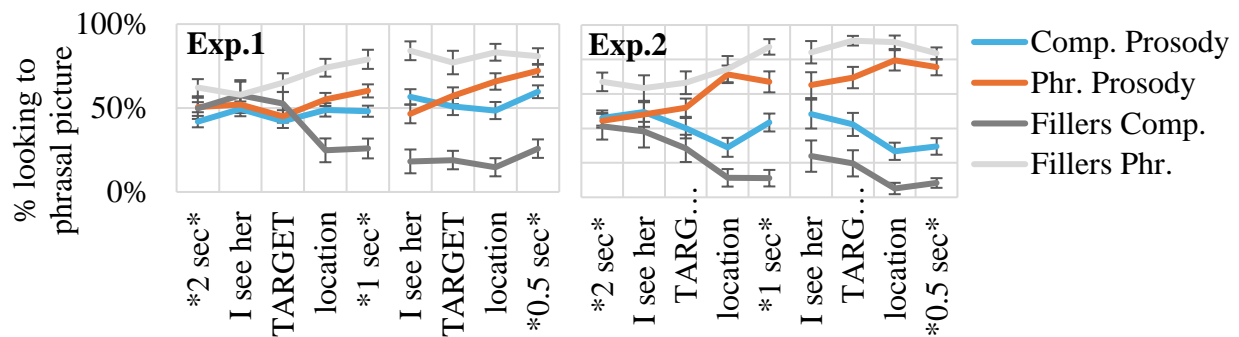 100%
50%
0%
% looking to
phrasal picture
Exp.1
*2 sec*
I see her
TARGET
location
*1 sec*
I see her
TARGET
location
*0.5 sec*
Exp.2
*2 sec*
I see her
TARG…
location
*1 sec*
I see her
TARG…
location
*0.5 sec*
Comp. Prosody
Phr. Prosody
Fillers Comp.
Fillers Phr.